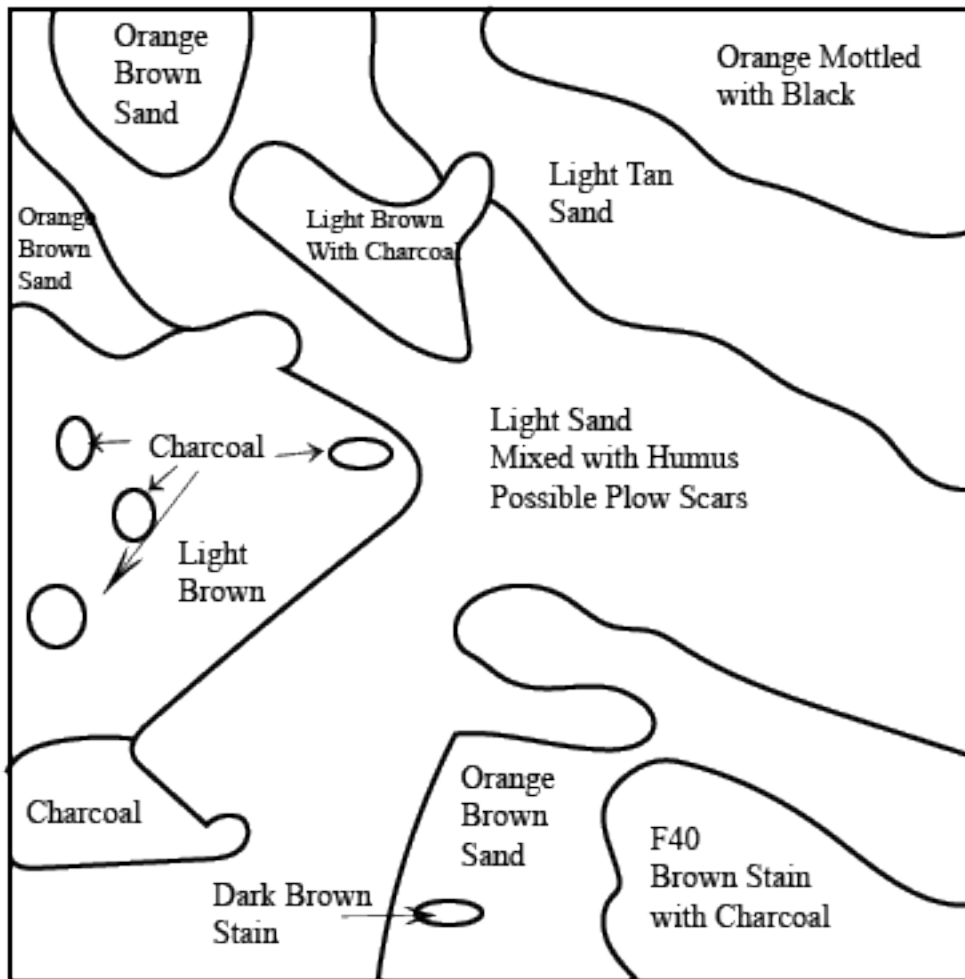 Orange
Brown
Sand
Orange Mottled
with Black
Light Tan
Sand
Orange
Brown
Sand
Light Brown
With Charcoal
Light Sand
Mixed with Humus
Possible Plow Scars
Charcoal
Light
Brown
Orange
Brown
Sand
Charcoal
F40
Brown Stain
with Charcoal
Dark Brown
Stain